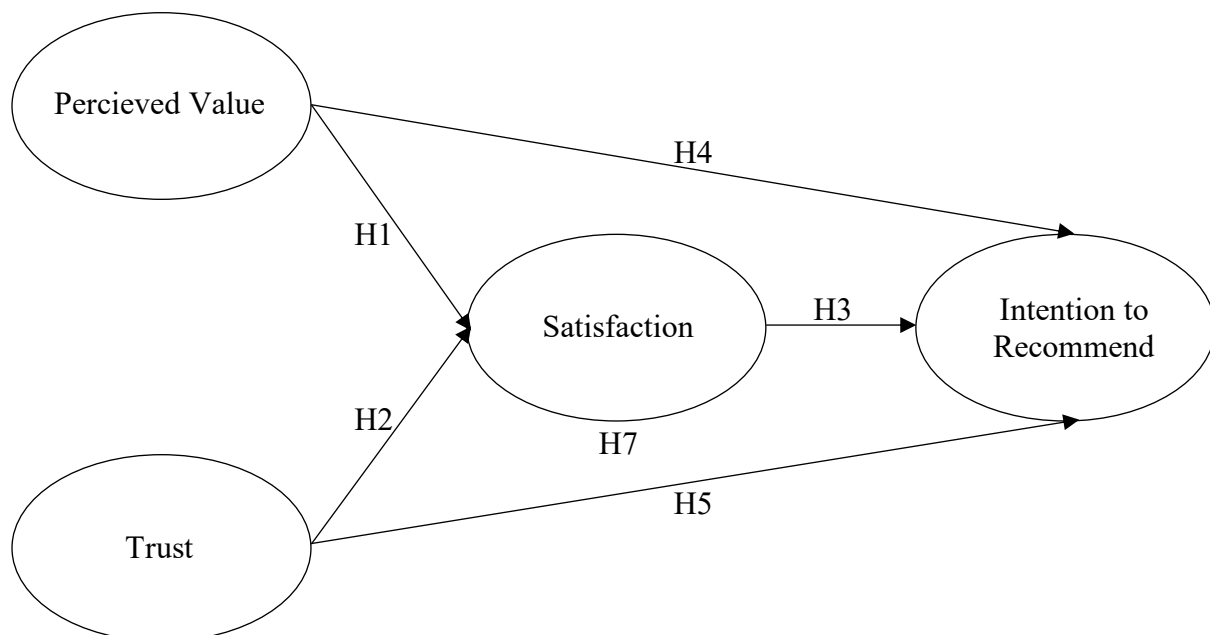 Percieved Value
H4
H1
Satisfaction
H3
Intention to
Recommend
H2
H7
H5
Trust